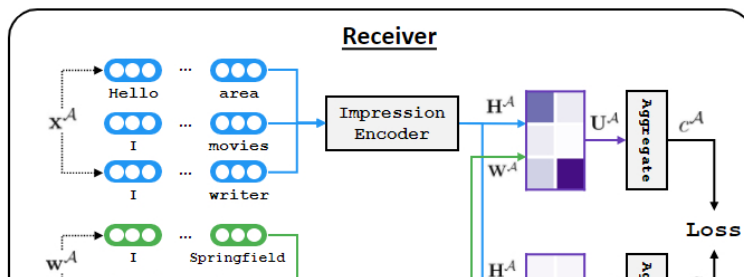 Receiver
Hello ... area
X^A
I ... movies
I ... writer
Impression
Encoder
H^A
W^A
U^A
Aggregate
c^A
Loss
I ... Springfield
w^A
H^A